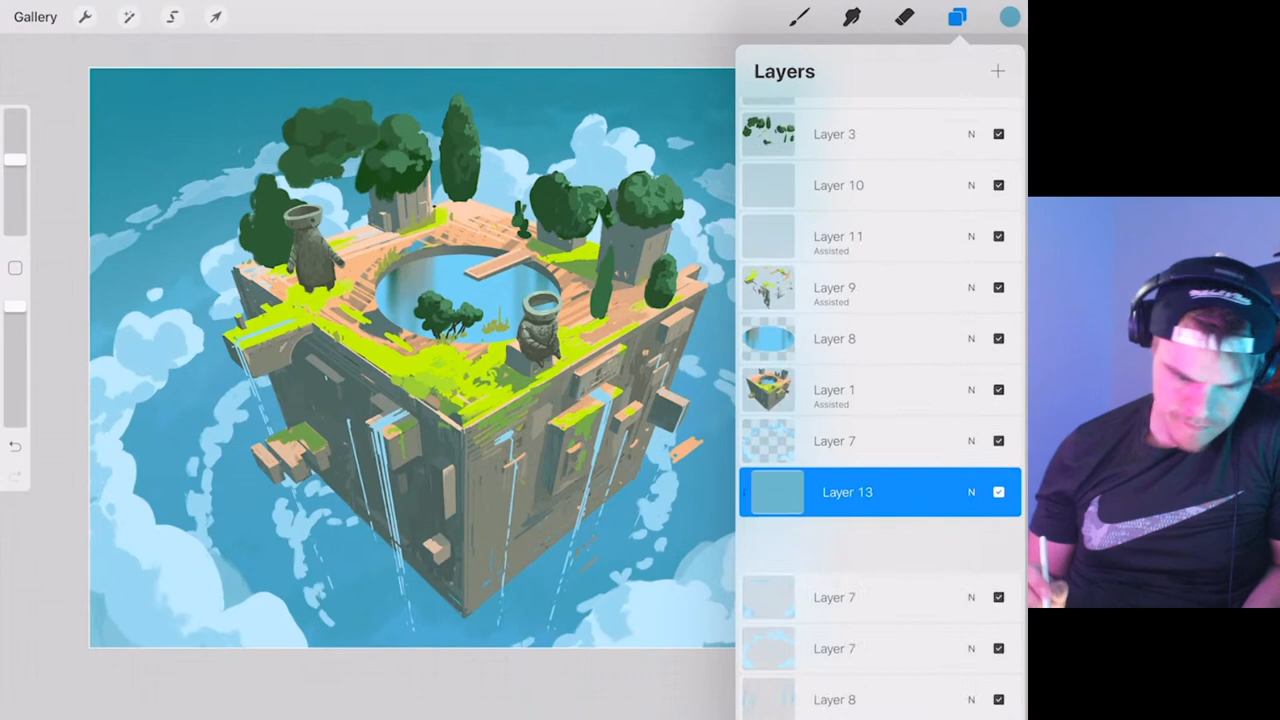 Gallery
Layers
Layer 3 N
Layer 10 N
Layer 11 N
Assisted
Layer 9 N
Assisted
Layer 8 N
Layer 1 N
Assisted
Layer 7 N
Layer 13 N
Layer 7 N
Layer 7 N
Layer 8 N